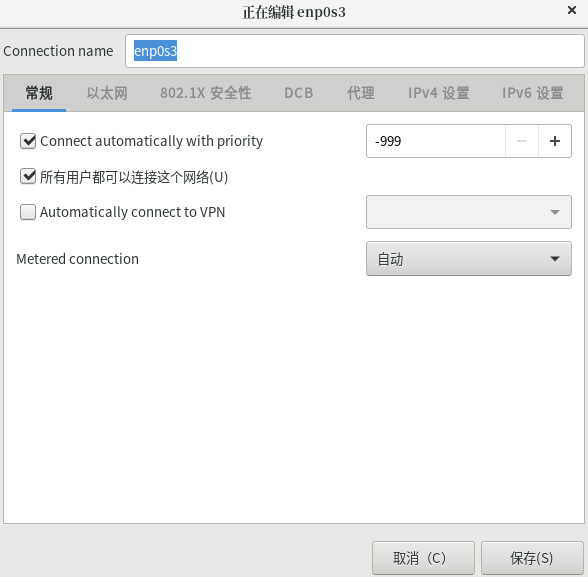 正在编辑 enp0s3
Connection name enp0s3
常规 以太网 802.1X 安全性 DCB 代理 IPv4 设置 IPv6 设置
Connect automatically with priority -999
所有用户都可以连接这个网络(U)
Automatically connect to VPN
Metered connection 自动
取消（C） 保存(S)